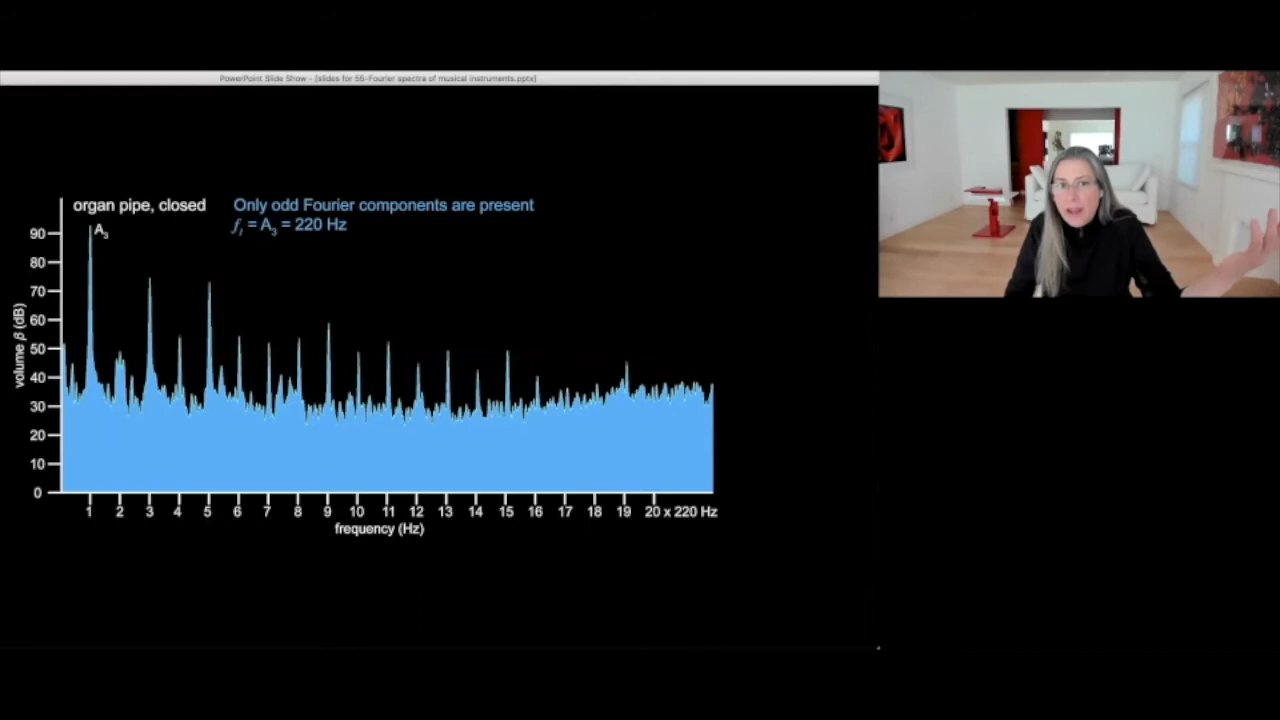 PowerPoint Slide Show - [slides for 56-Fourier spectra of musical instruments.pptx]
organ pipe, closed
Only odd Fourier components are present
f₁ = A₃ = 220 Hz
A₃
90
80
70
60
50
40
30
20
10
0
volume β (dB)
1 2 3 4 5 6 7 8 9 10 11 12 13 14 15 16 17 18 19 20 x 220 Hz
frequency (Hz)